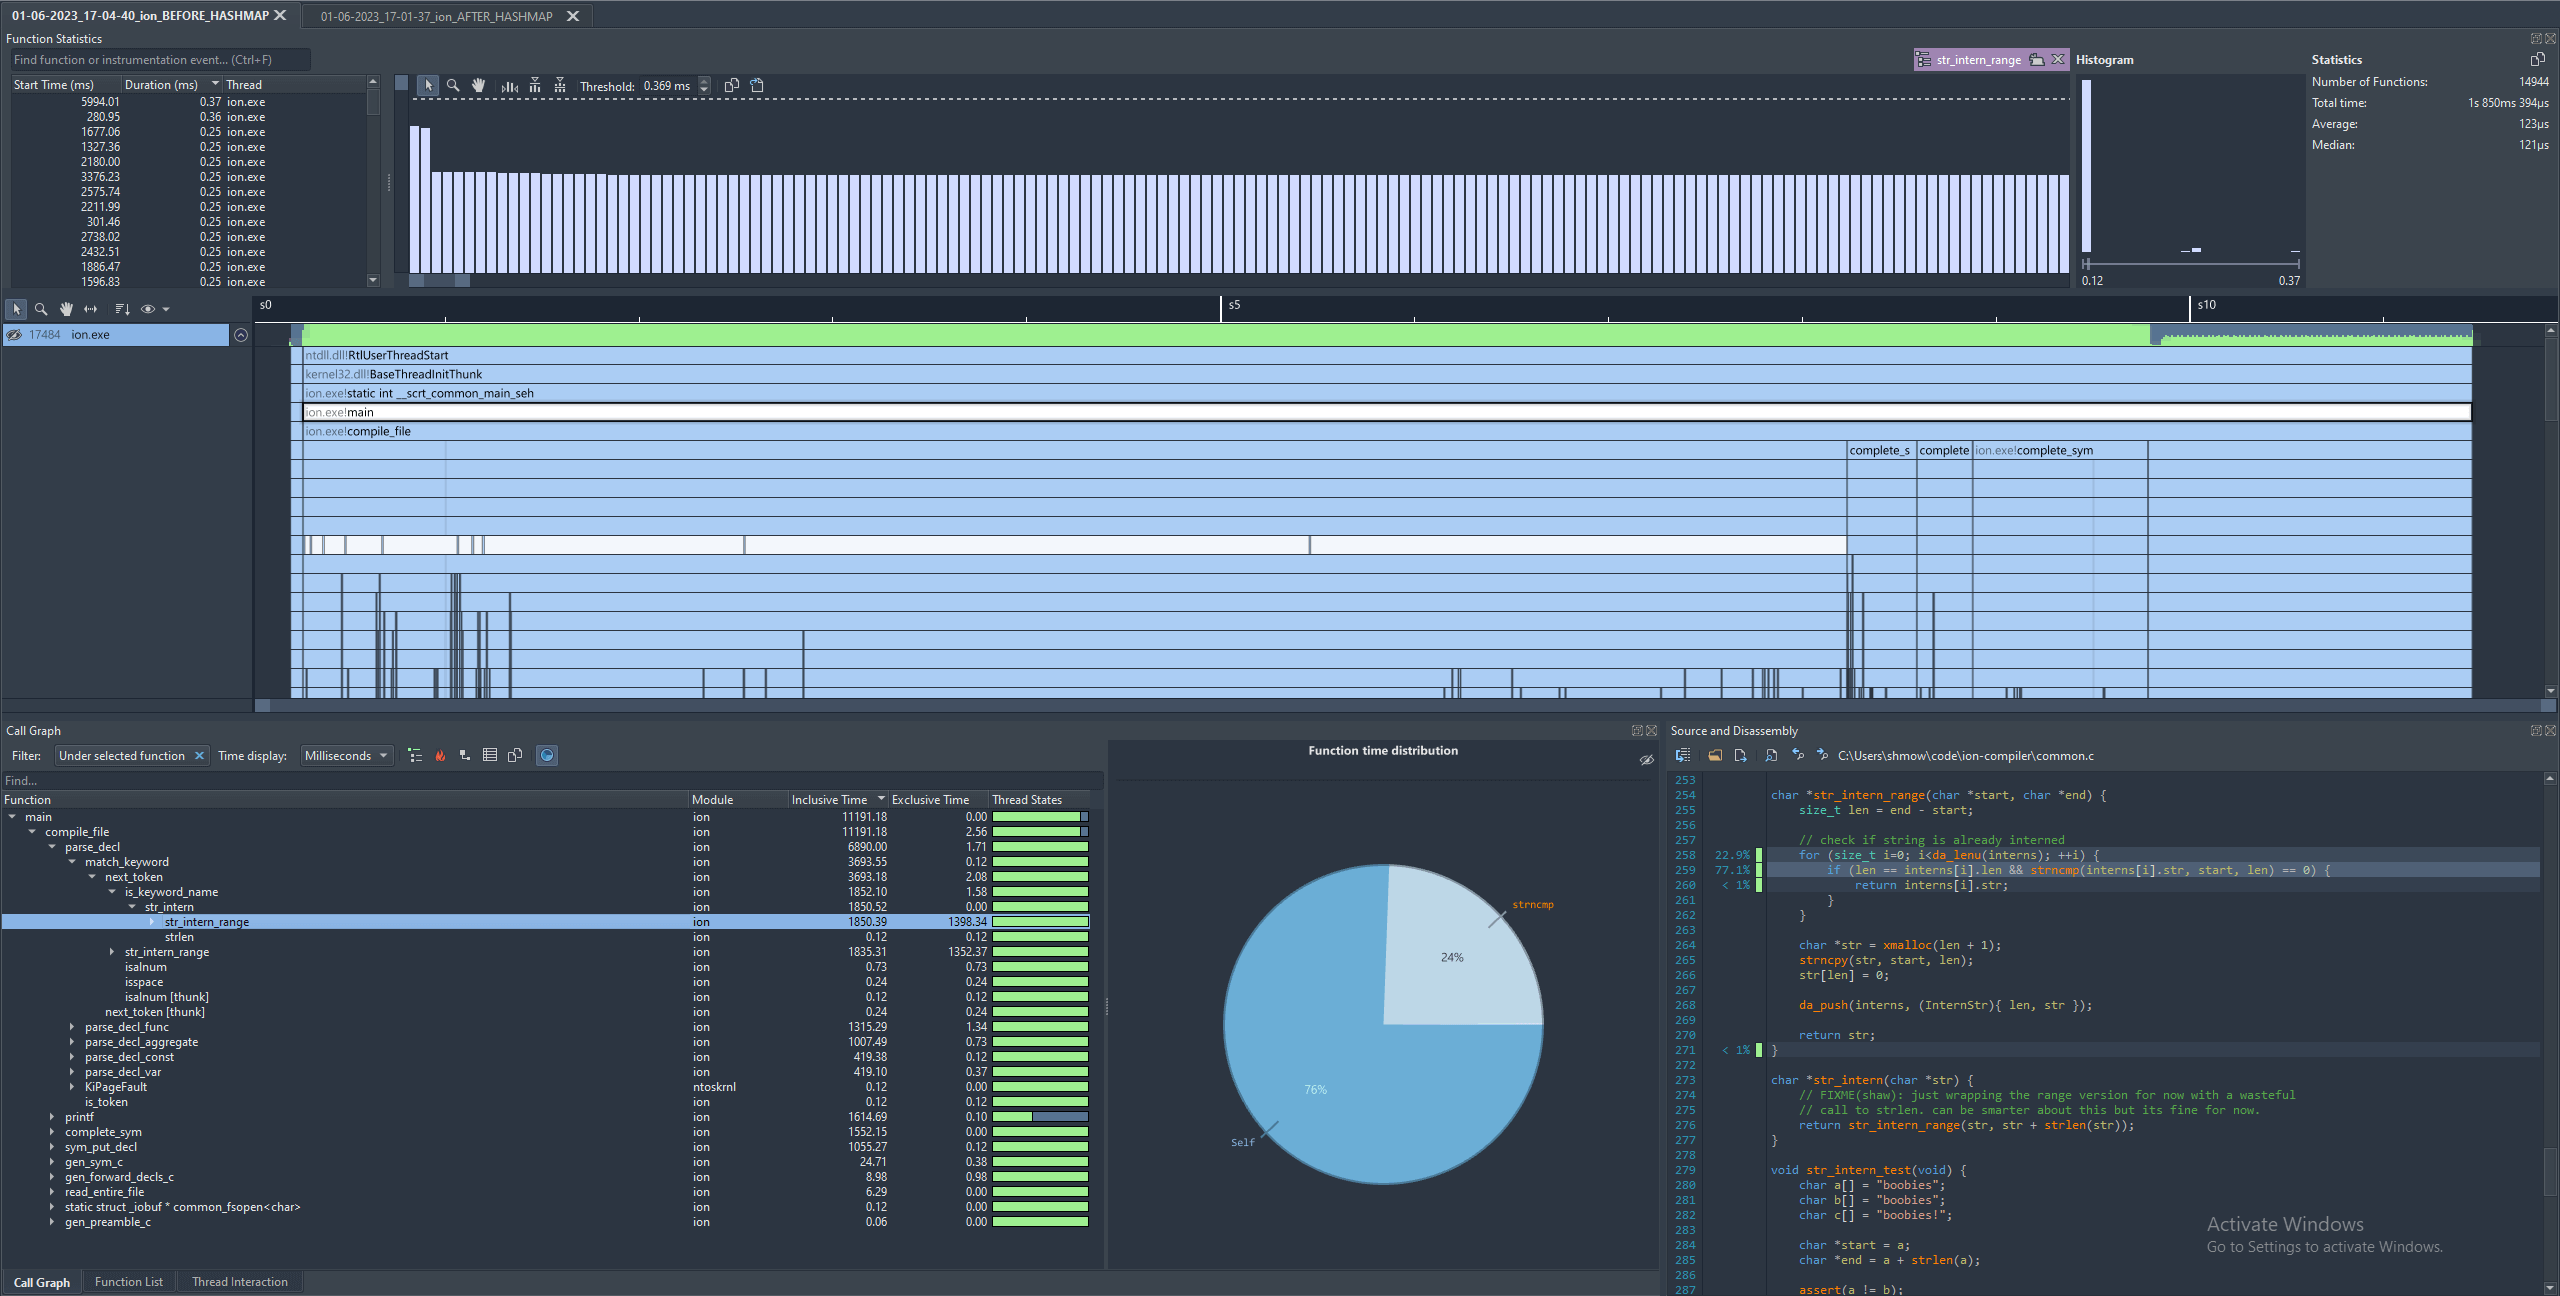 01-06-2023_17-04-40_ion_BEFORE_HASHMAP
01-06-2023_17-01-37_ion_AFTER_HASHMAP
Function Statistics
Find function or instrumentation event... (Ctrl+F)
Start Time (ms) Duration (ms) Thread
5994.01 0.37 ion.exe
280.95 0.36 ion.exe
1677.06 0.25 ion.exe
1327.36 0.25 ion.exe
2180.00 0.25 ion.exe
3376.23 0.25 ion.exe
2575.74 0.25 ion.exe
2211.99 0.25 ion.exe
301.46 0.25 ion.exe
2738.02 0.25 ion.exe
2432.51 0.25 ion.exe
1886.47 0.25 ion.exe
1596.83 0.25 ion.exe
Threshold: 0.369 ms
str_intern_range
Histogram
0.12 0.37
Statistics
Number of Functions: 14944
Total time: 1s 850ms 394µs
Average: 123µs
Median: 121µs
s0 s5 s10
17484 ion.exe
ntdll.dll!RtlUserThreadStart
kernel32.dll!BaseThreadInitThunk
ion.exe!static int __scrt_common_main_seh
ion.exe!main
ion.exe!compile_file
complete_s complete ion.exe!complete_sym
Call Graph
Filter: Under selected function Time display: Milliseconds
Find...
Function Module Inclusive Time Exclusive Time Thread States
main ion 11191.18 0.00
compile_file ion 11191.18 2.56
parse_decl ion 6890.00 1.71
match_keyword ion 3693.55 0.12
next_token ion 3693.18 2.08
is_keyword_name ion 1852.10 1.58
str_intern ion 1850.52 0.00
str_intern_range ion 1850.39 1398.34
strlen ion 0.12 0.12
str_intern_range ion 1835.31 1352.37
isalnum ion 0.73 0.73
isspace ion 0.24 0.24
isalnum [thunk] ion 0.12 0.12
next_token [thunk] ion 0.24 0.24
parse_decl_func ion 1315.29 1.34
parse_decl_aggregate ion 1007.49 0.73
parse_decl_const ion 419.38 0.12
parse_decl_var ion 419.10 0.37
KiPageFault ntoskrnl 0.12 0.00
is_token ion 0.12 0.12
printf ion 1614.69 0.10
complete_sym ion 1552.15 0.00
sym_put_decl ion 1055.27 0.12
gen_sym_c ion 24.71 0.38
gen_forward_decls_c ion 8.98 0.98
read_entire_file ion 6.29 0.00
static struct _iobuf * common_fsopen<char> ion 0.12 0.00
gen_preamble_c ion 0.06 0.00
Call Graph Function List Thread Interaction
Function time distribution
strncmp
24%
76%
Self
Source and Disassembly
C:\Users\shmow\code\ion-compiler\common.c
253
254 char *str_intern_range(char *start, char *end) {
255 size_t len = end - start;
256
257 // check if string is already interned
258 22.9% for (size_t i=0; i<da_lenu(interns); ++i) {
259 77.1% if (len == interns[i].len && strncmp(interns[i].str, start, len) == 0) {
260 < 1% return interns[i].str;
261 }
262 }
263
264 char *str = xmalloc(len + 1);
265 strncpy(str, start, len);
266 str[len] = 0;
267
268 da_push(interns, (InternStr){ len, str });
269
270 return str;
271 < 1% }
272
273 char *str_intern(char *str) {
274 // FIXME(shaw): just wrapping the range version for now with a wasteful
275 // call to strlen. can be smarter about this but its fine for now.
276 return str_intern_range(str, str + strlen(str));
277 }
278
279 void str_intern_test(void) {
280 char a[] = "boobies";
281 char b[] = "boobies";
282 char c[] = "boobies!";
283
284 char *start = a;
285 char *end = a + strlen(a);
286
287 assert(a != b);
Activate Windows
Go to Settings to activate Windows.